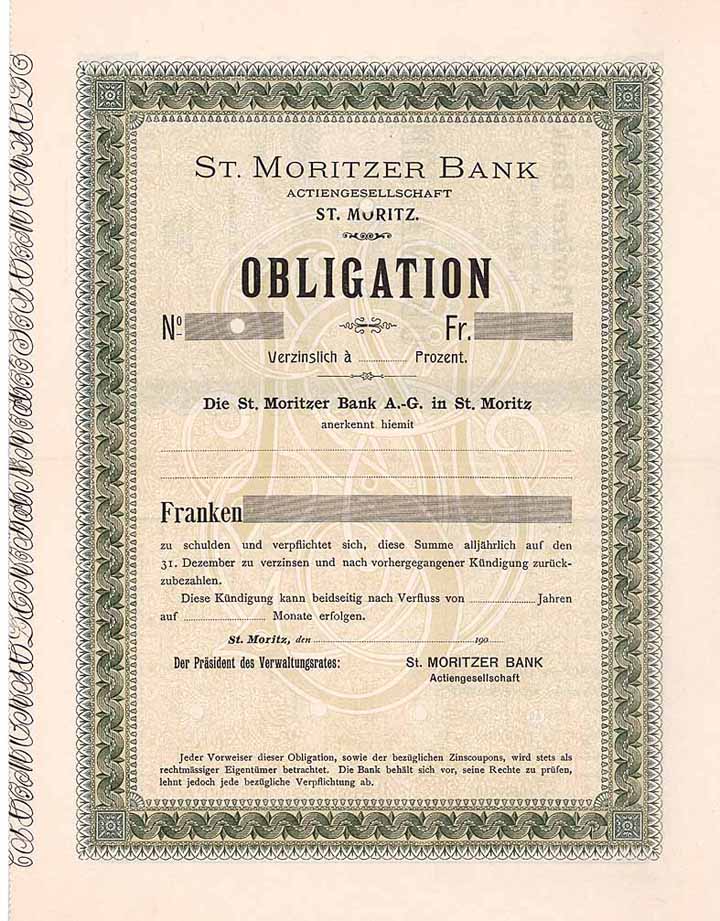 ST. MORITZER BANK
ACTIENGESELLSCHAFT
ST. MORITZ.
OBLIGATION
No Fr.
Verzinslich à ............ Prozent.
Die St. Moritzer Bank A.-G. in St. Moritz
anerkennt hiemit
Franken
zu schulden und verpflichtet sich, diese Summe alljährlich auf den
31. Dezember zu verzinsen und nach vorhergegangener Kündigung zurück-
zubezahlen.
Diese Kündigung kann beidseitig nach Verfluss von ............ Jahren
auf ............ Monate erfolgen.
St. Moritz, den ............ 190....
Der Präsident des Verwaltungsrates: St. MORITZER BANK
Actiengesellschaft
Jeder Vorweiser dieser Obligation, sowie der bezüglichen Zinscoupons, wird stets als
rechtmässiger Eigentümer betrachtet. Die Bank behält sich vor, seine Rechte zu prüfen,
lehnt jedoch jede bezügliche Verpflichtung ab.